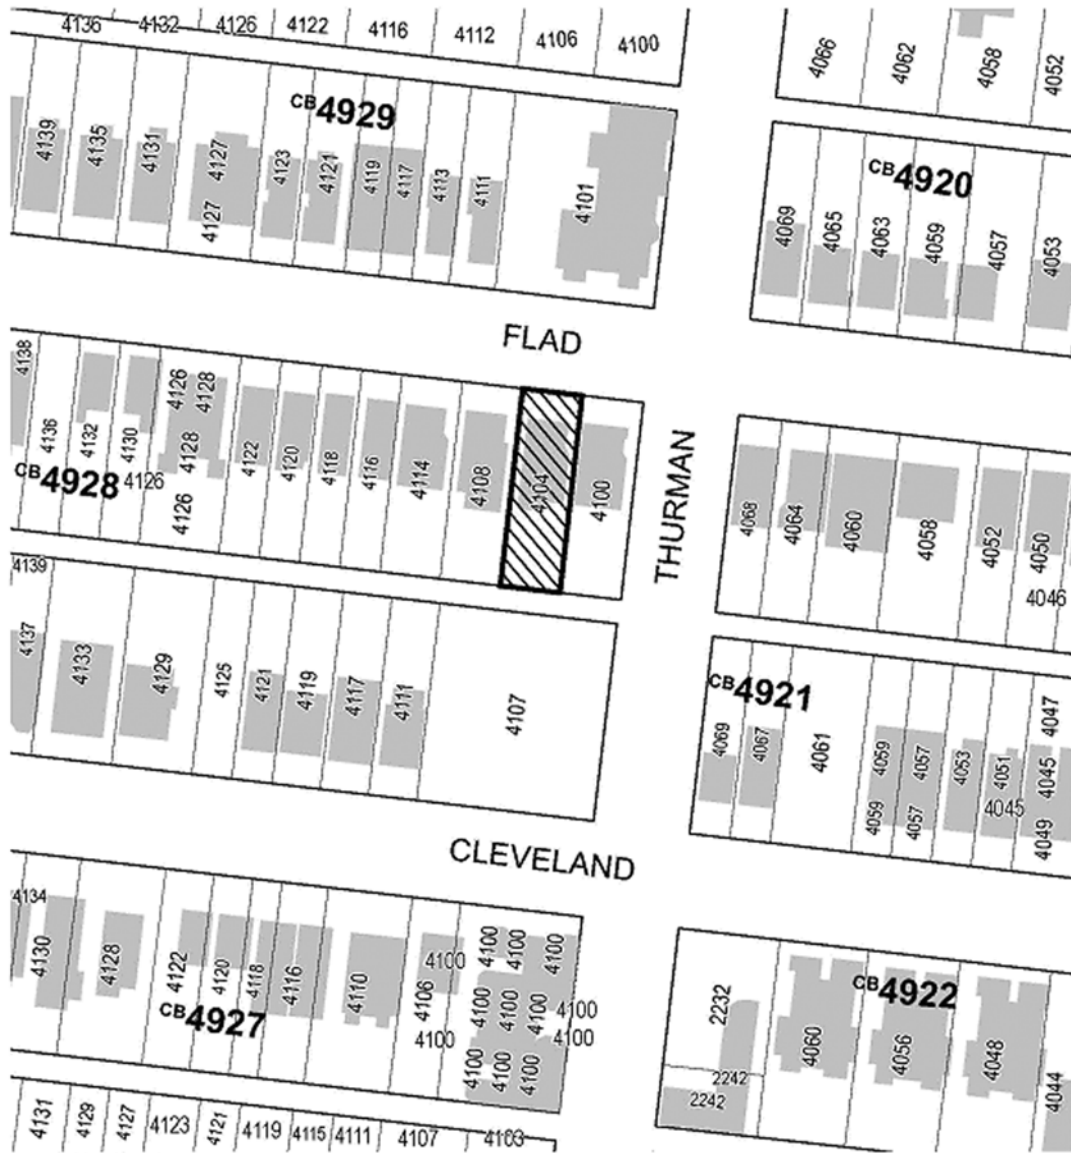 4136 4132 4126 4122 4116 4112 4106 4100
4066 4062 4058 4052
CB4929
4139 4135 4131 4127 4123 4121 4119 4117 4113 4111 4101
4127
CB4920
4069 4065 4063 4059 4057 4053
FLAD
4138 4136 4132 4130 4126 4128 4122 4120 4118 4116 4114 4108 4104 4100
4128
CB4928 4126
4126
THURMAN
4068 4064 4060 4058 4052 4050
4046
4139
4137 4133 4129 4125 4121 4119 4117 4111 4107
CB4921
4069 4067 4061 4059 4057 4053 4051 4045 4047
4059 4057 4045 4049
CLEVELAND
4134
4130 4128 4122 4120 4118 4116 4110 4106 4100
4100 4100 4100
4100 4100 4100 4100
4100 4100
4100 4100 4100
CB4927
CB4922
2232 4060 4056 4048 4044
2242
2242
4131 4129 4127 4123 4121 4119 4115 4111 4107 4103